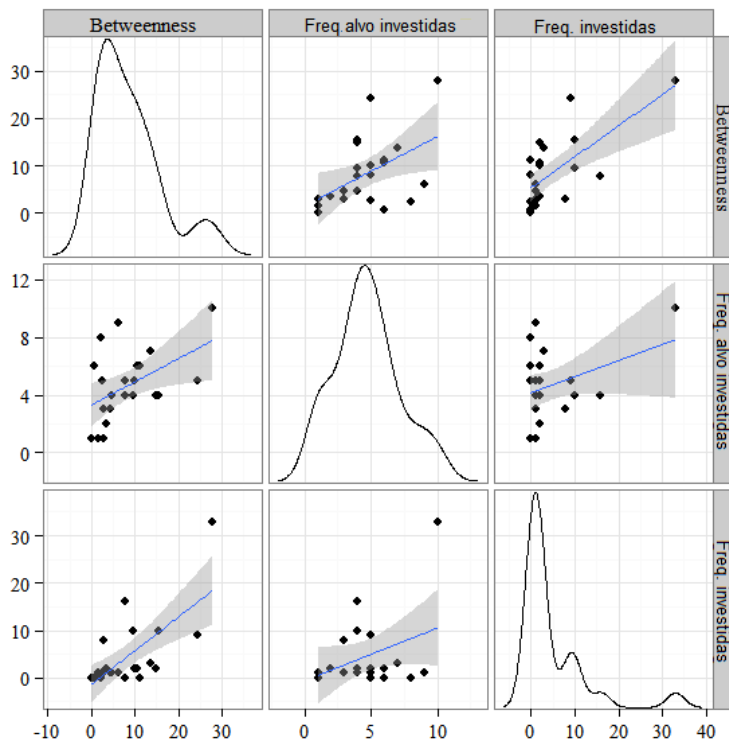 Betweenness Freq.alvo investidas Freq. investidas
30
20
10
0
Betweenness
12
8
4
0
Freq. alvo investidas
30
20
10
0
Freq. investidas
-10 0 10 20 30 0 5 10 0 10 20 30 40